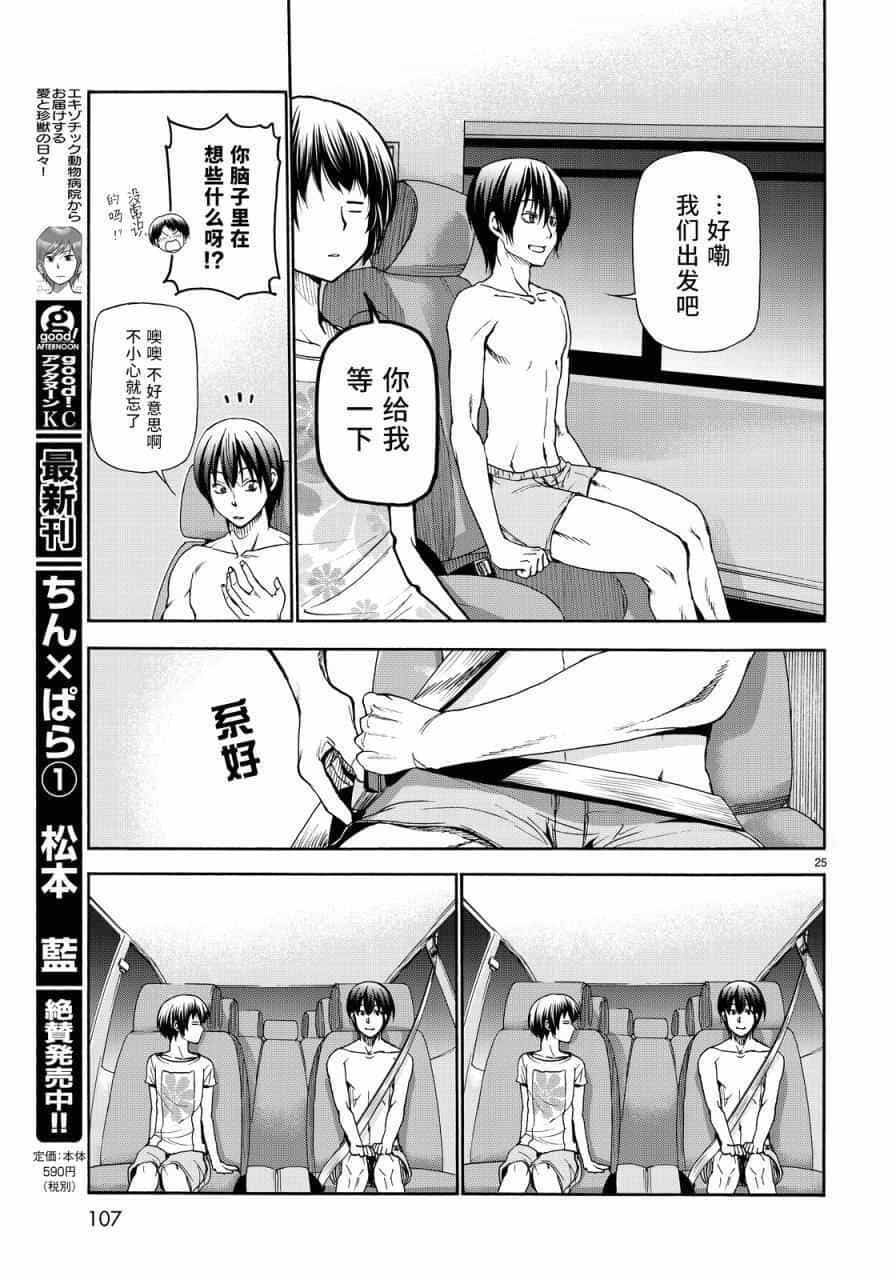 …好嘞
我们出发吧
你给我
等一下
你脑子里在
想些什么呀!?
没常识
的吗!?
噢噢 不好意思啊
不小心就忘了
系好
25
エキゾチック動物病院から
お届けする
愛と珍獣の日々!
good!
AFTERNOON
good!
アフタヌーン
KC
最新刊
ちん×ぱら①
松本 藍
絶賛発売中!!
定価:本体
590円
(税別)
107